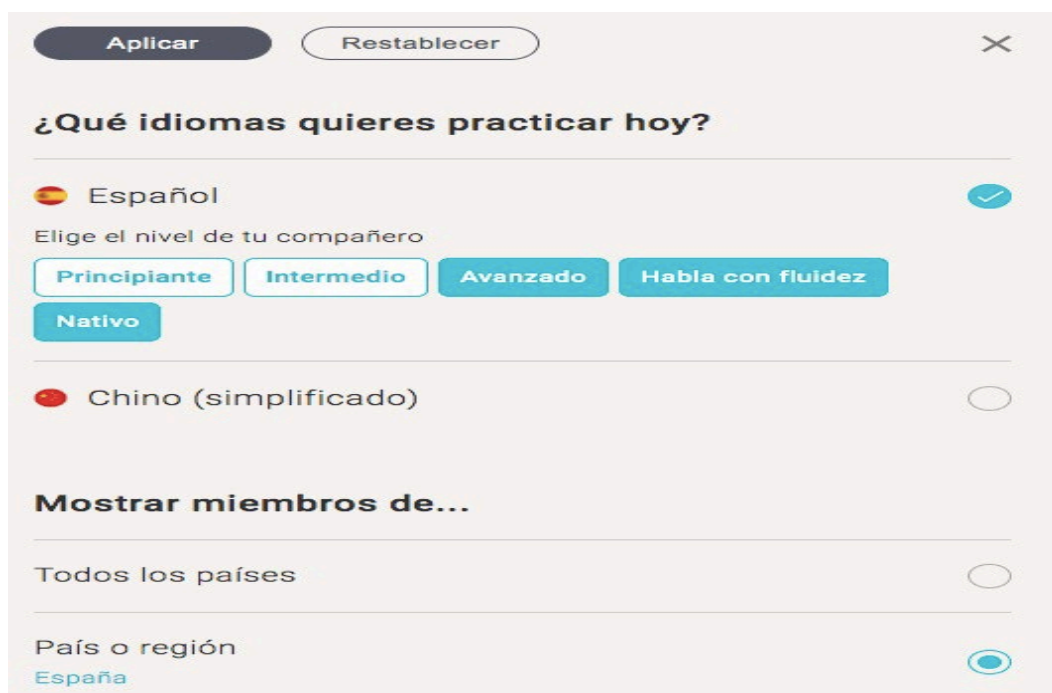 Aplicar Restablecer
¿Qué idiomas quieres practicar hoy?
Español
Elige el nivel de tu compañero
Principiante Intermedio Avanzado Habla con fluidez
Nativo
Chino (simplificado)
Mostrar miembros de...
Todos los países
País o región
España